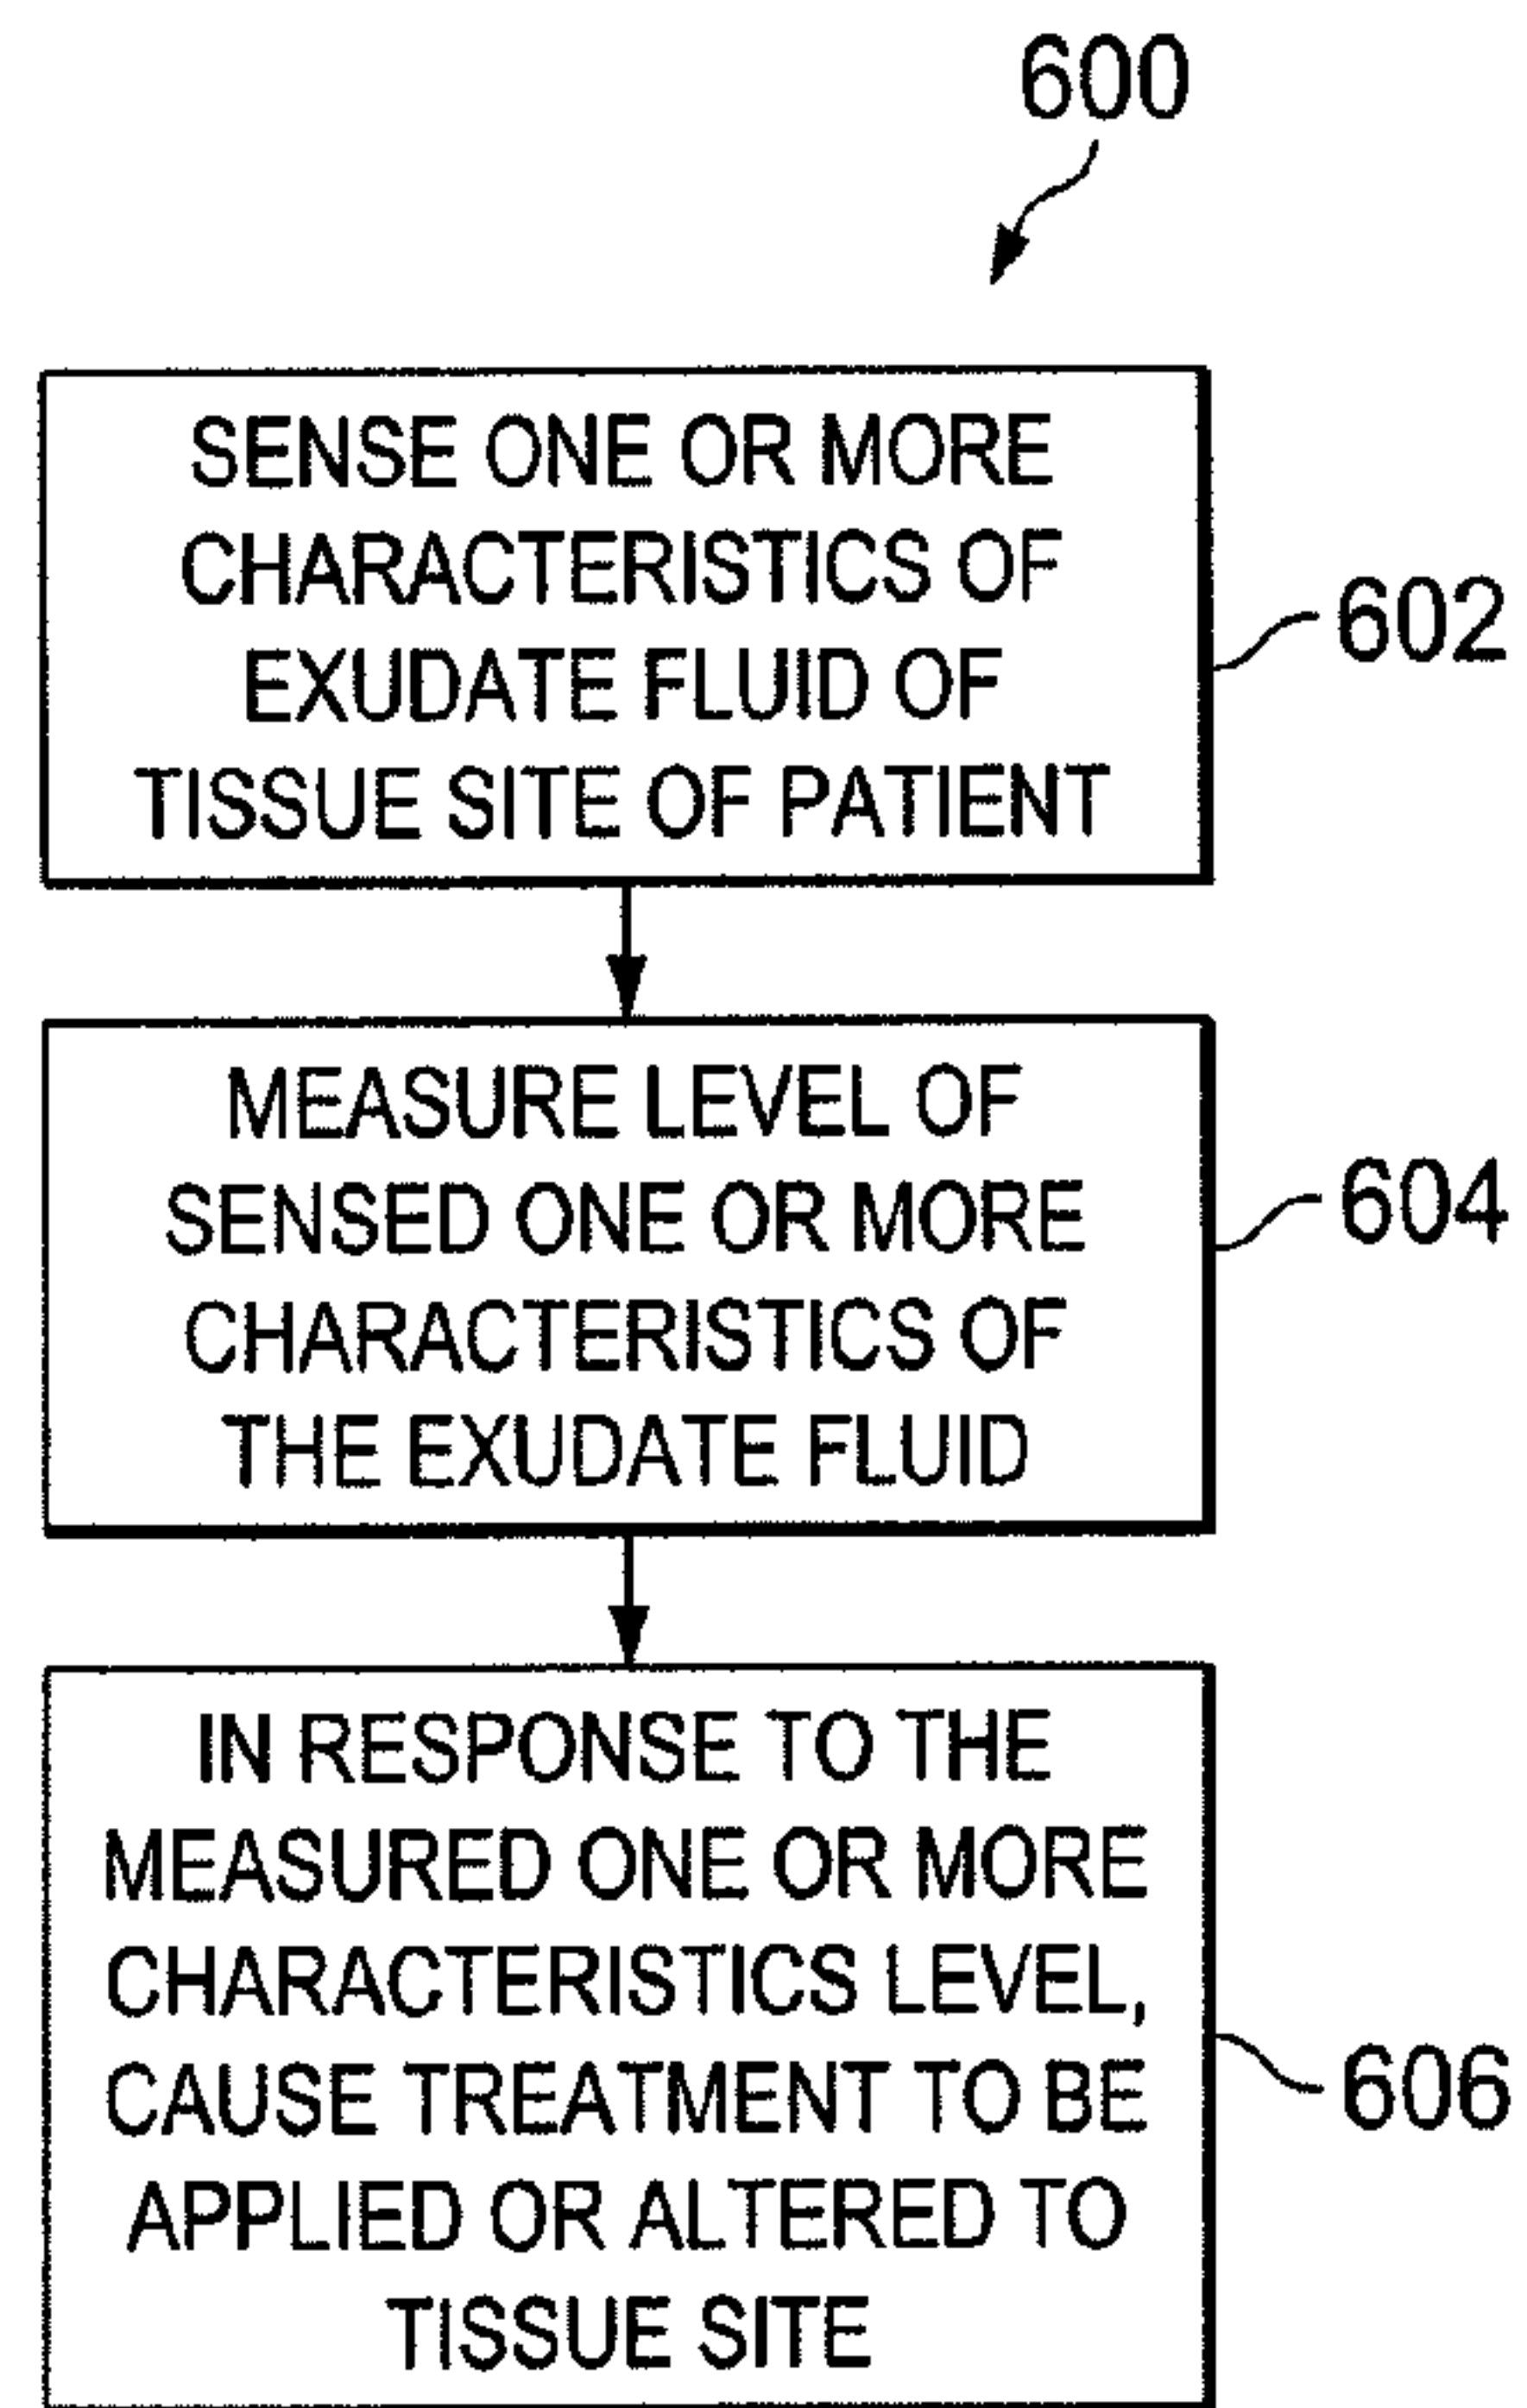 600
SENSE ONE OR MORE
CHARACTERISTICS OF
EXUDATE FLUID OF
TISSUE SITE OF PATIENT
602
MEASURE LEVEL OF
SENSED ONE OR MORE
CHARACTERISTICS OF
THE EXUDATE FLUID
604
IN RESPONSE TO THE
MEASURED ONE OR MORE
CHARACTERISTICS LEVEL,
CAUSE TREATMENT TO BE
APPLIED OR ALTERED TO
TISSUE SITE
606